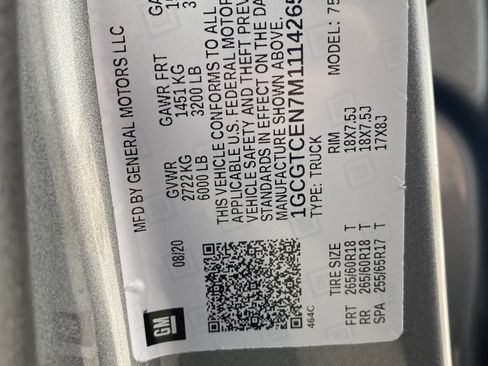 MFD BY GENERAL MOTORS LLC
08/20
GVWR
2722 KG
6000 LB
GAWR FRT
1451 KG
3200 LB
THIS VEHICLE CONFORMS TO ALL
APPLICABLE U.S. FEDERAL MOTOR
VEHICLE SAFETY AND THEFT PREV
STANDARDS IN EFFECT ON THE DA
MANUFACTURE SHOWN ABOVE.
1GCGTCEN7M1114265
TYPE: TRUCK
MODEL: 75
TIRE SIZE RIM
FRT 265/60R18 T 18X7.5J
RR 265/60R18 T 18X7.5J
SPA 255/65R17 T 17X8J
464C
GM